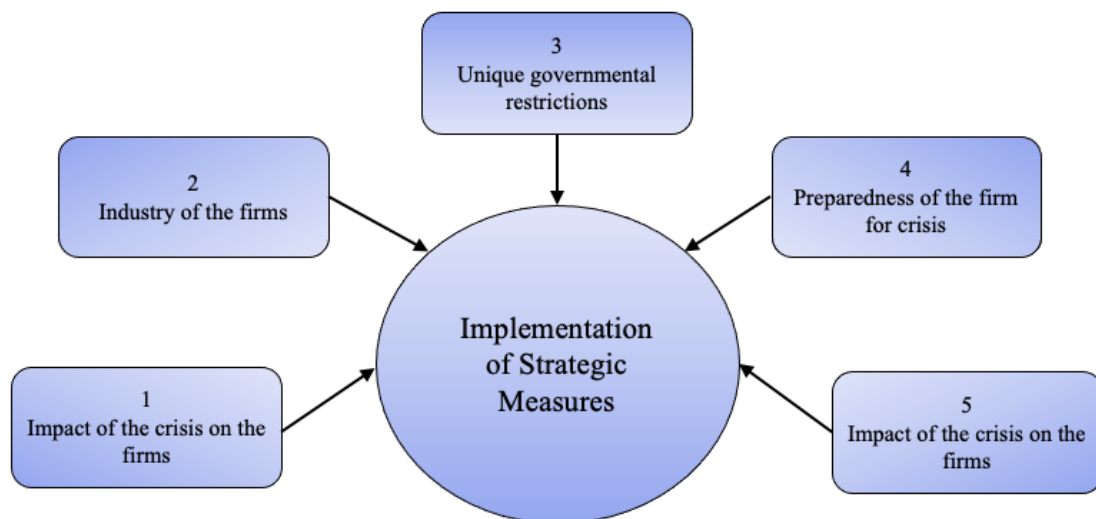 1
Impact of the crisis on the
firms
2
Industry of the firms
3
Unique governmental
restrictions
4
Preparedness of the firm
for crisis
5
Impact of the crisis on the
firms
Implementation
of Strategic
Measures